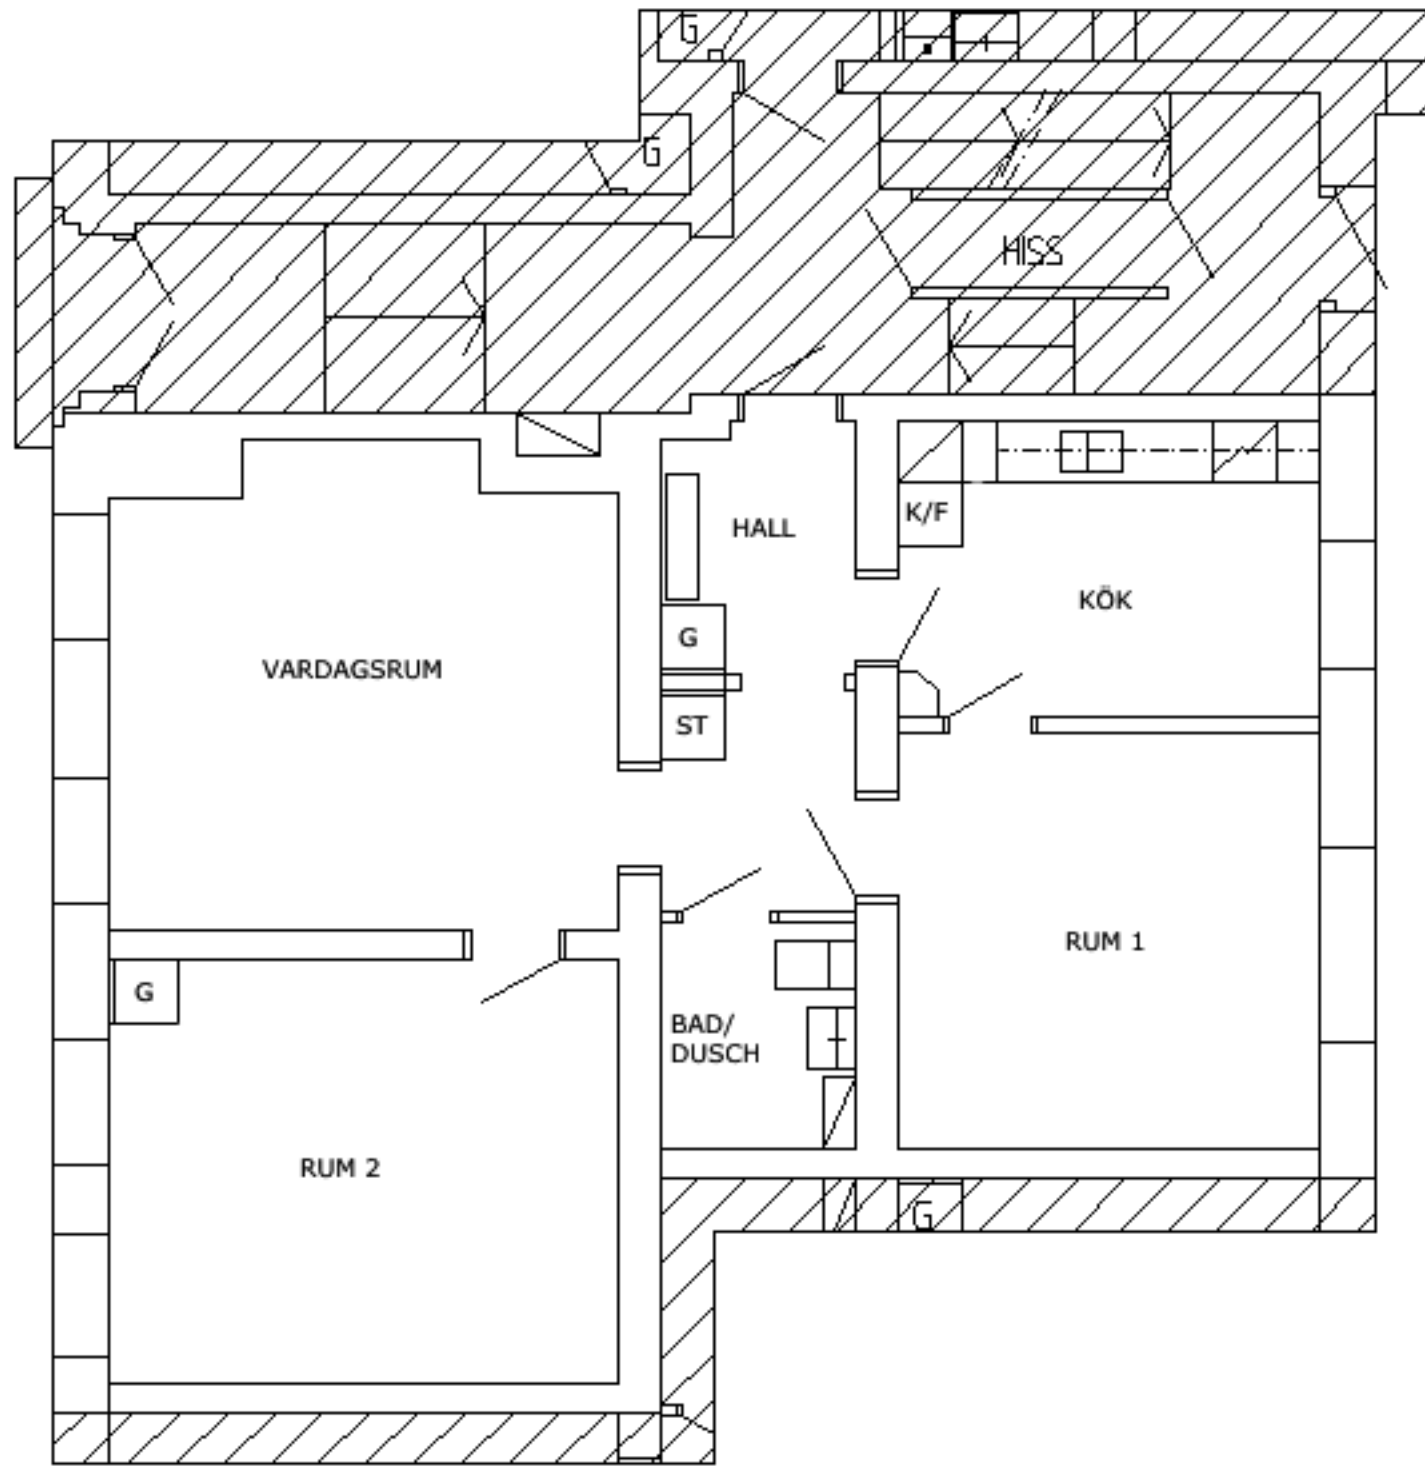 G
G
HISS
K/F
HALL
KÖK
G
VARDAGSRUM
ST
RUM 1
G
BAD/
DUSCH
RUM 2
G